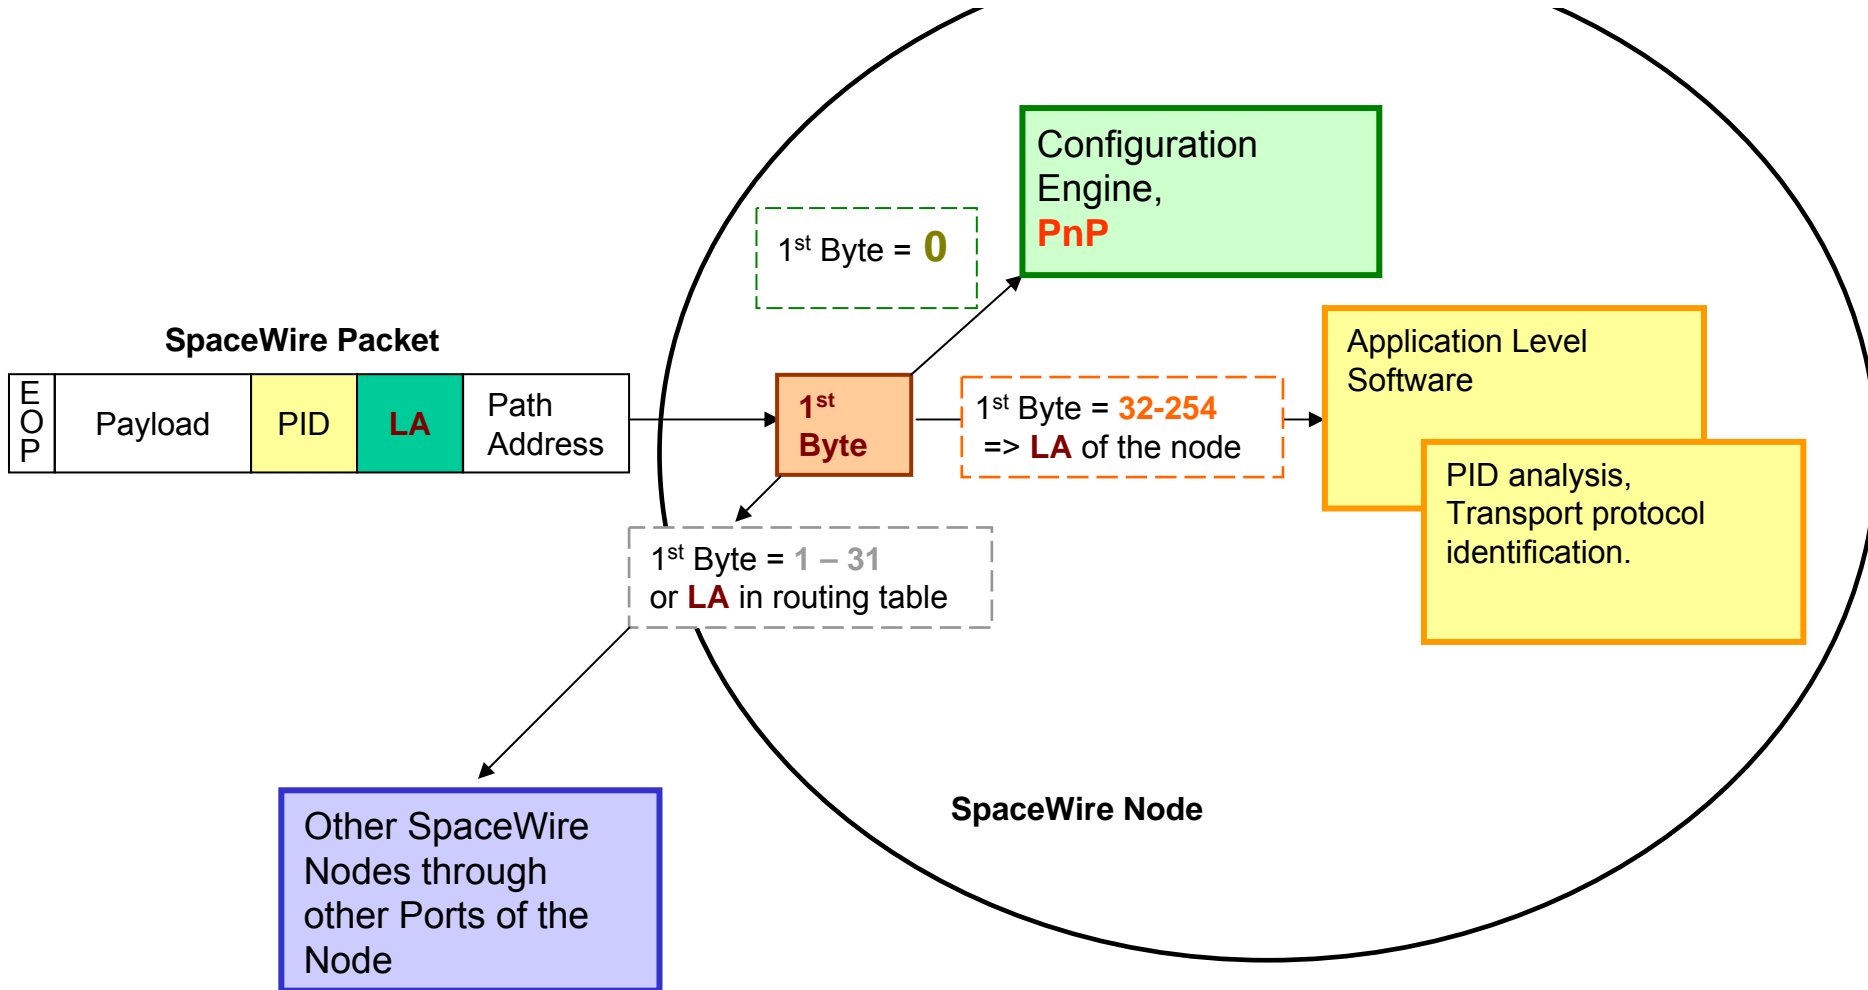 Configuration
Engine,
PnP
1st Byte = 0
SpaceWire Packet
EOP
Payload
PID
LA
Path
Address
1st
Byte
1st Byte = 32-254
=> LA of the node
Application Level
Software
PID analysis,
Transport protocol
identification.
1st Byte = 1 – 31
or LA in routing table
SpaceWire Node
Other SpaceWire
Nodes through
other Ports of the
Node